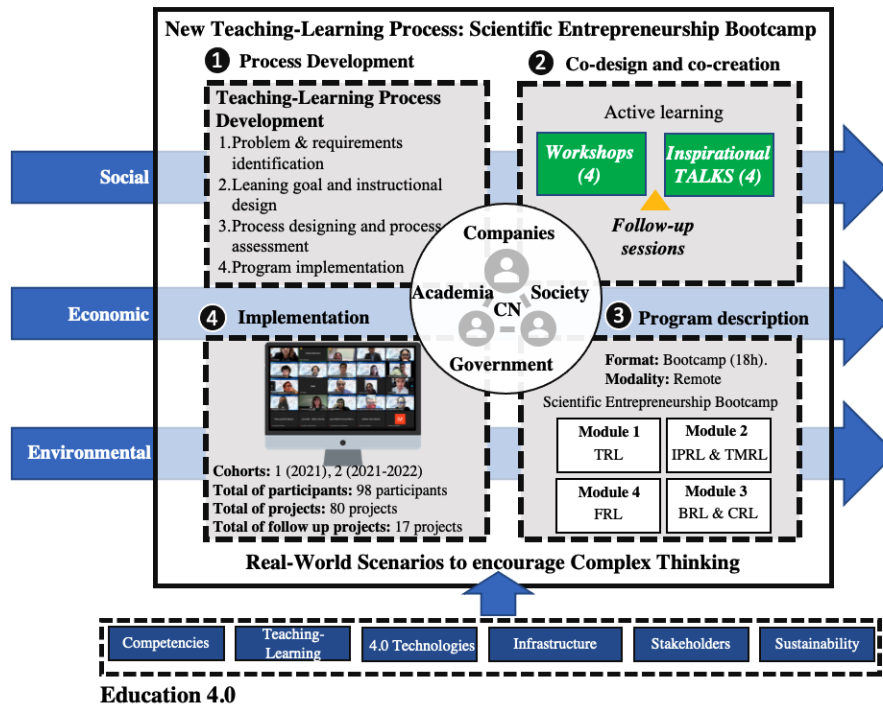 New Teaching-Learning Process: Scientific Entrepreneurship Bootcamp
1 Process Development
Teaching-Learning Process
Development
1.Problem & requirements
identification
2.Leaning goal and instructional
design
3.Process designing and process
assessment
4.Program implementation
2 Co-design and co-creation
Active learning
Workshops
(4)
Inspirational
TALKS (4)
Follow-up
sessions
Social
Economic
Environmental
Companies
Academia
Society
CN
Government
3 Program description
Format: Bootcamp (18h).
Modality: Remote
Scientific Entrepreneurship Bootcamp
Module 1
TRL
Module 2
IPRL & TMRL
Module 4
FRL
Module 3
BRL & CRL
4 Implementation
Cohorts: 1 (2021), 2 (2021-2022)
Total of participants: 98 participants
Total of projects: 80 projects
Total of follow up projects: 17 projects
Real-World Scenarios to encourage Complex Thinking
Competencies
Teaching-
Learning
4.0 Technologies
Infrastructure
Stakeholders
Sustainability
Education 4.0